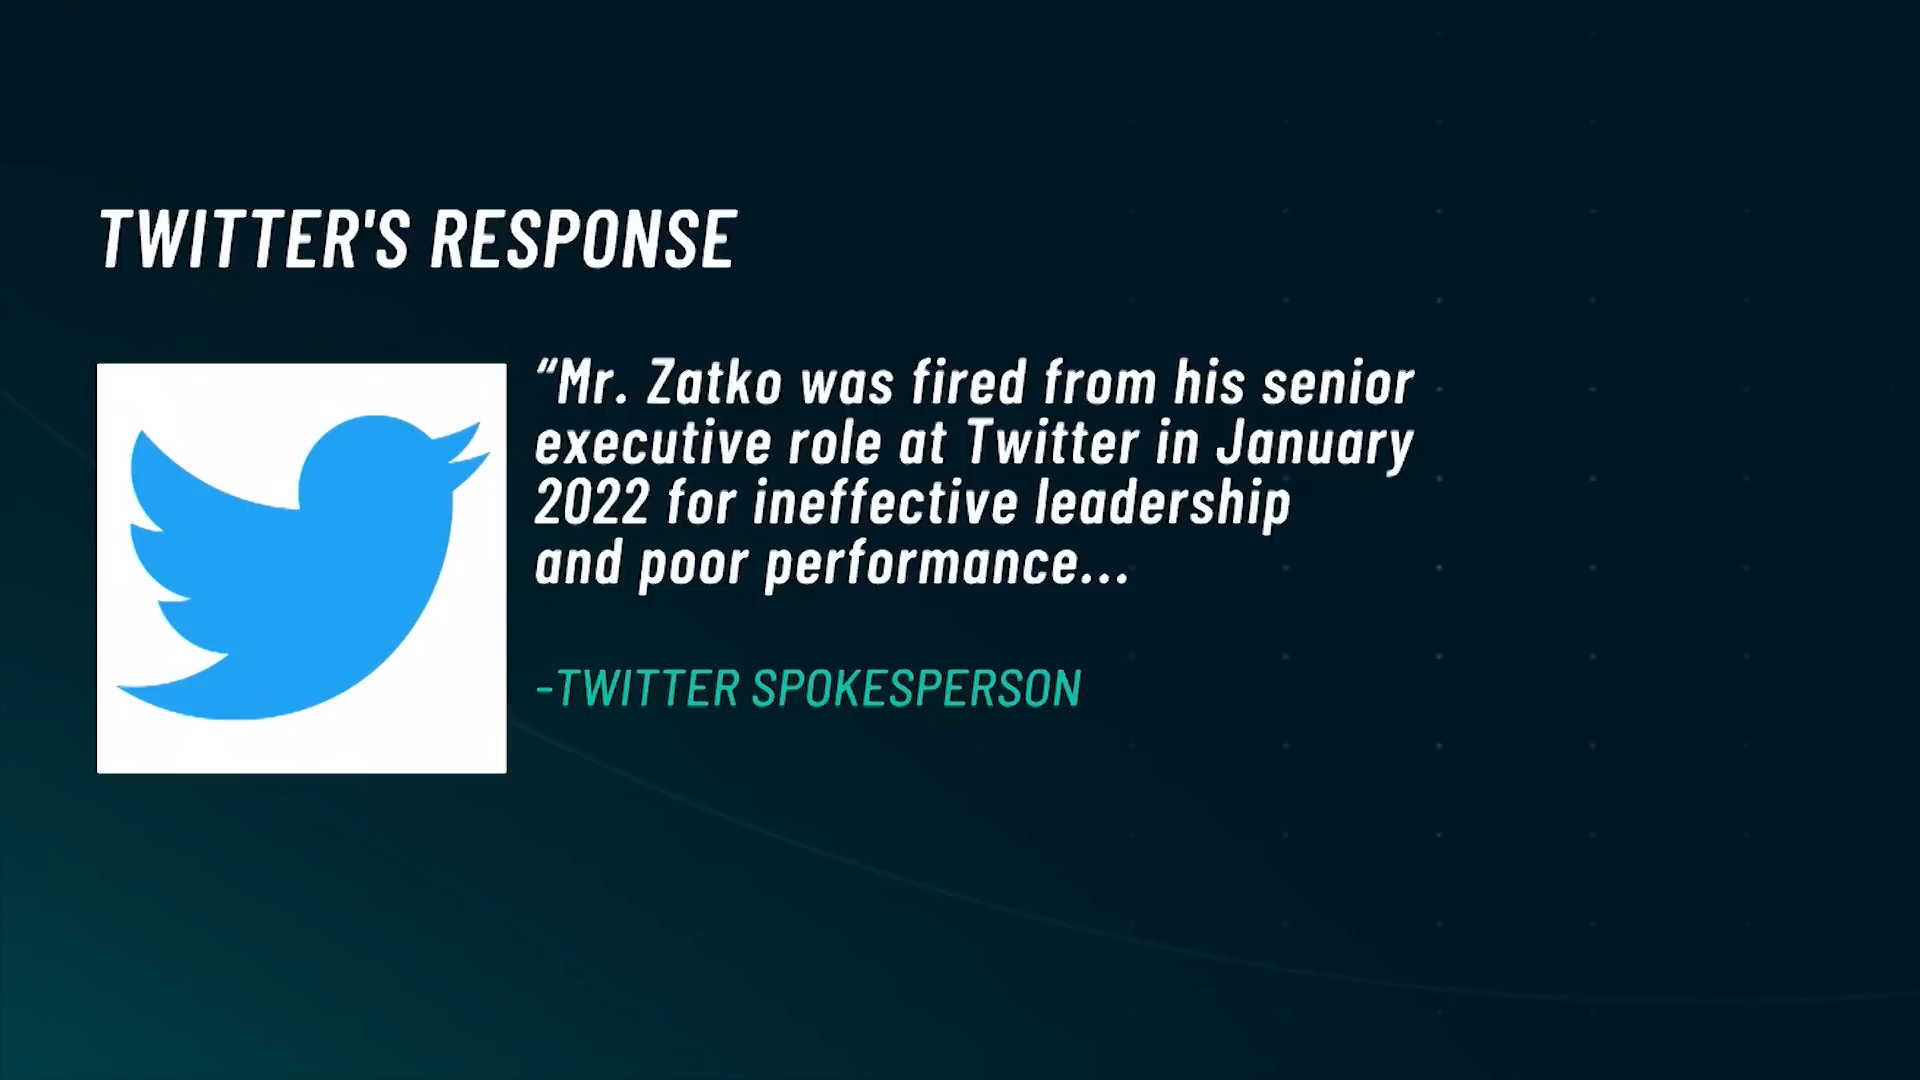 TWITTER'S RESPONSE
“Mr. Zatko was fired from his senior
executive role at Twitter in January
2022 for ineffective leadership
and poor performance...
-TWITTER SPOKESPERSON